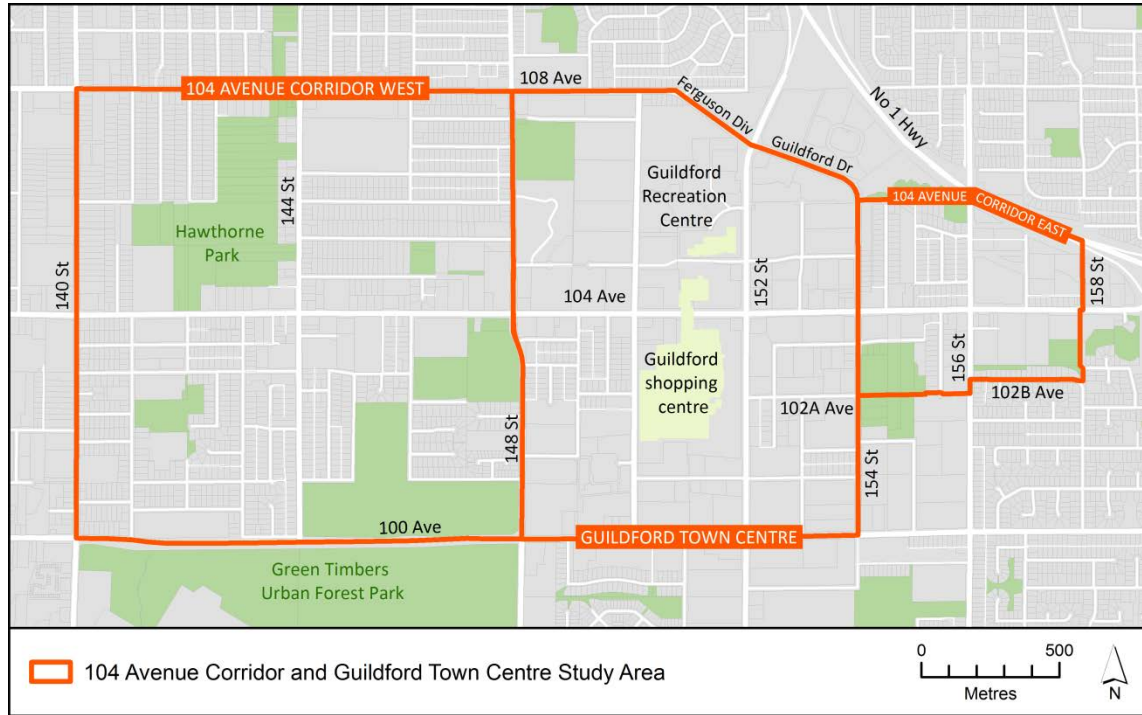 108 Ave
104 AVENUE CORRIDOR WEST
Ferguson Div
No 1 Hwy
Guildford Dr
144 St
Guildford
Recreation
Centre
104 AVENUE CORRIDOR EAST
Hawthorne
Park
140 St
152 St
158 St
104 Ave
156 St
Guildford
shopping
centre
148 St
102A Ave
102B Ave
154 St
100 Ave
GUILDFORD TOWN CENTRE
Green Timbers
Urban Forest Park
104 Avenue Corridor and Guildford Town Centre Study Area
0 500
Metres
N